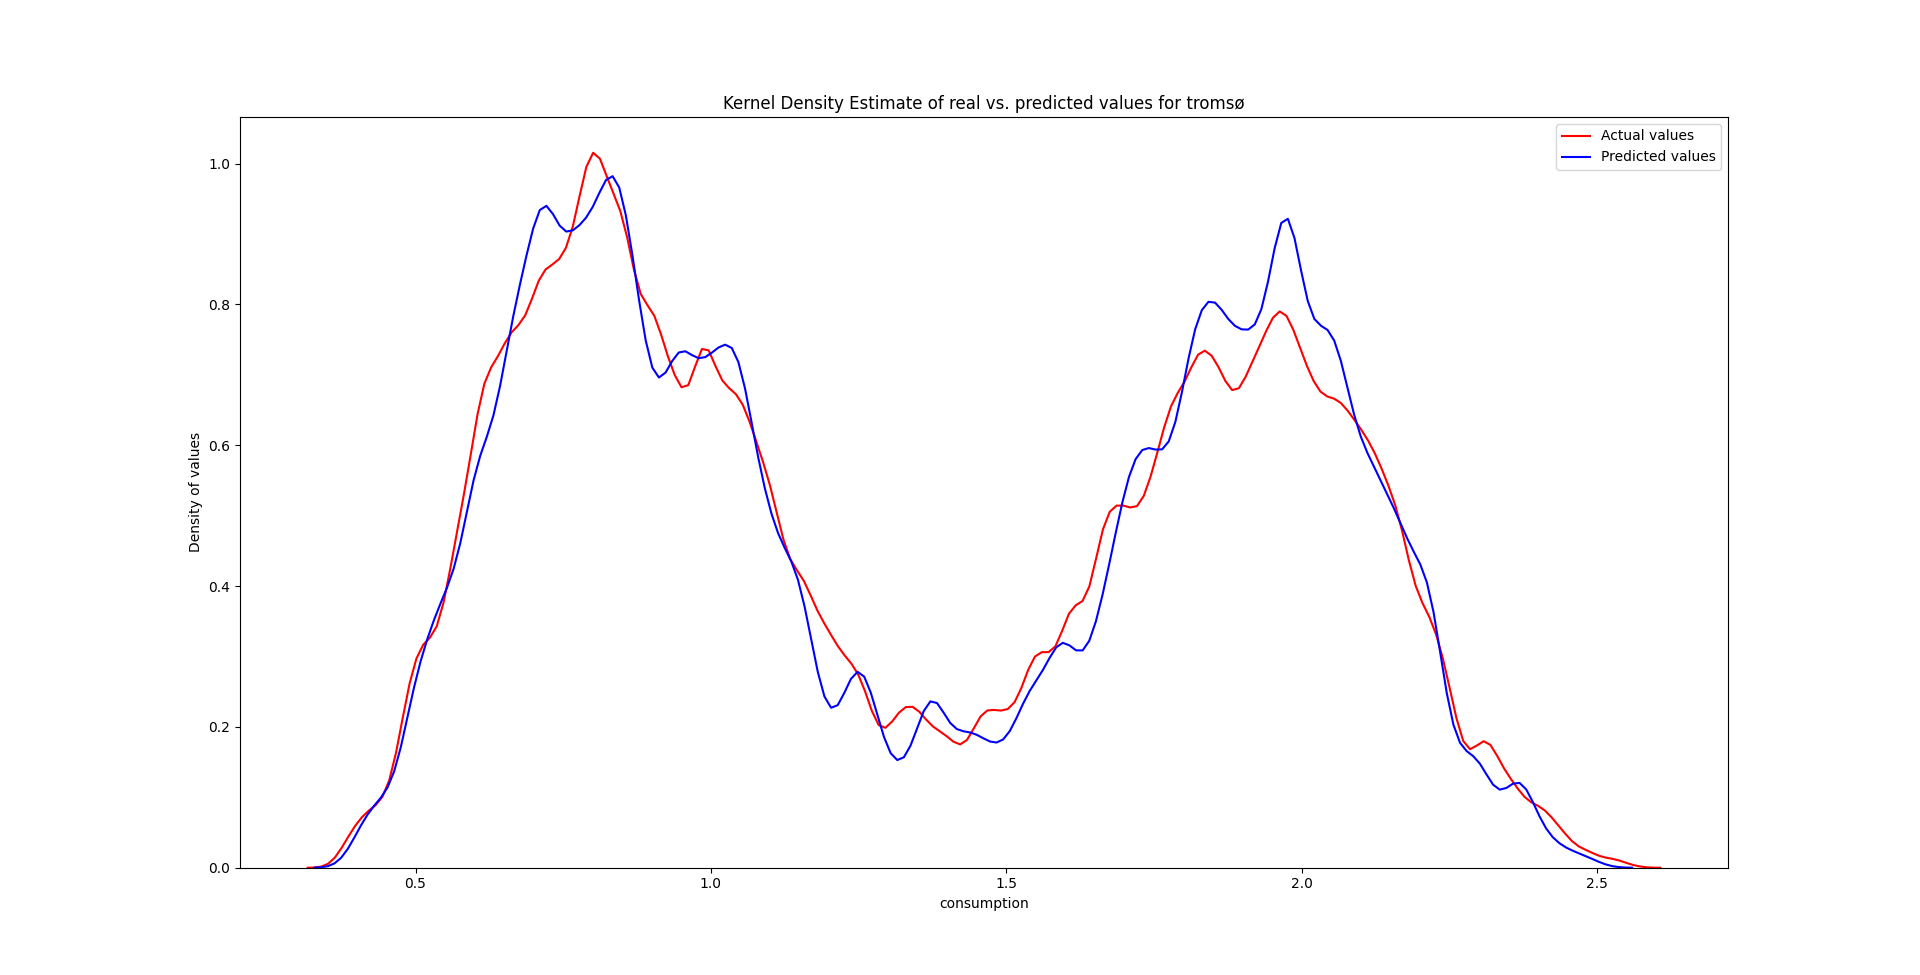 Kernel Density Estimate of real vs. predicted values for tromsø
Actual values
Predicted values
1.0
0.8
0.6
0.4
0.2
0.0
Density of values
0.5
1.0
1.5
2.0
2.5
consumption